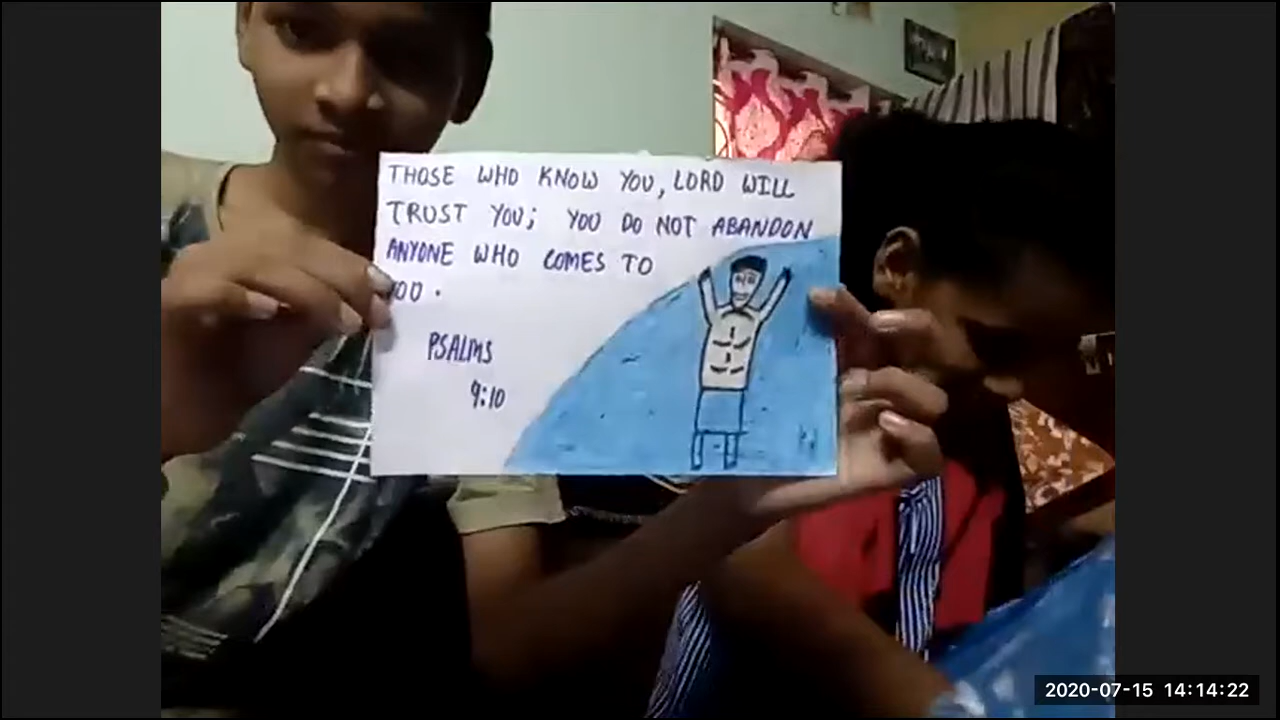 THOSE WHO KNOW YOU, LORD WILL
TRUST YOU; YOU DO NOT ABANDON
ANYONE WHO COMES TO
YOU.
PSALMS
9:10
2020-07-15 14:14:22